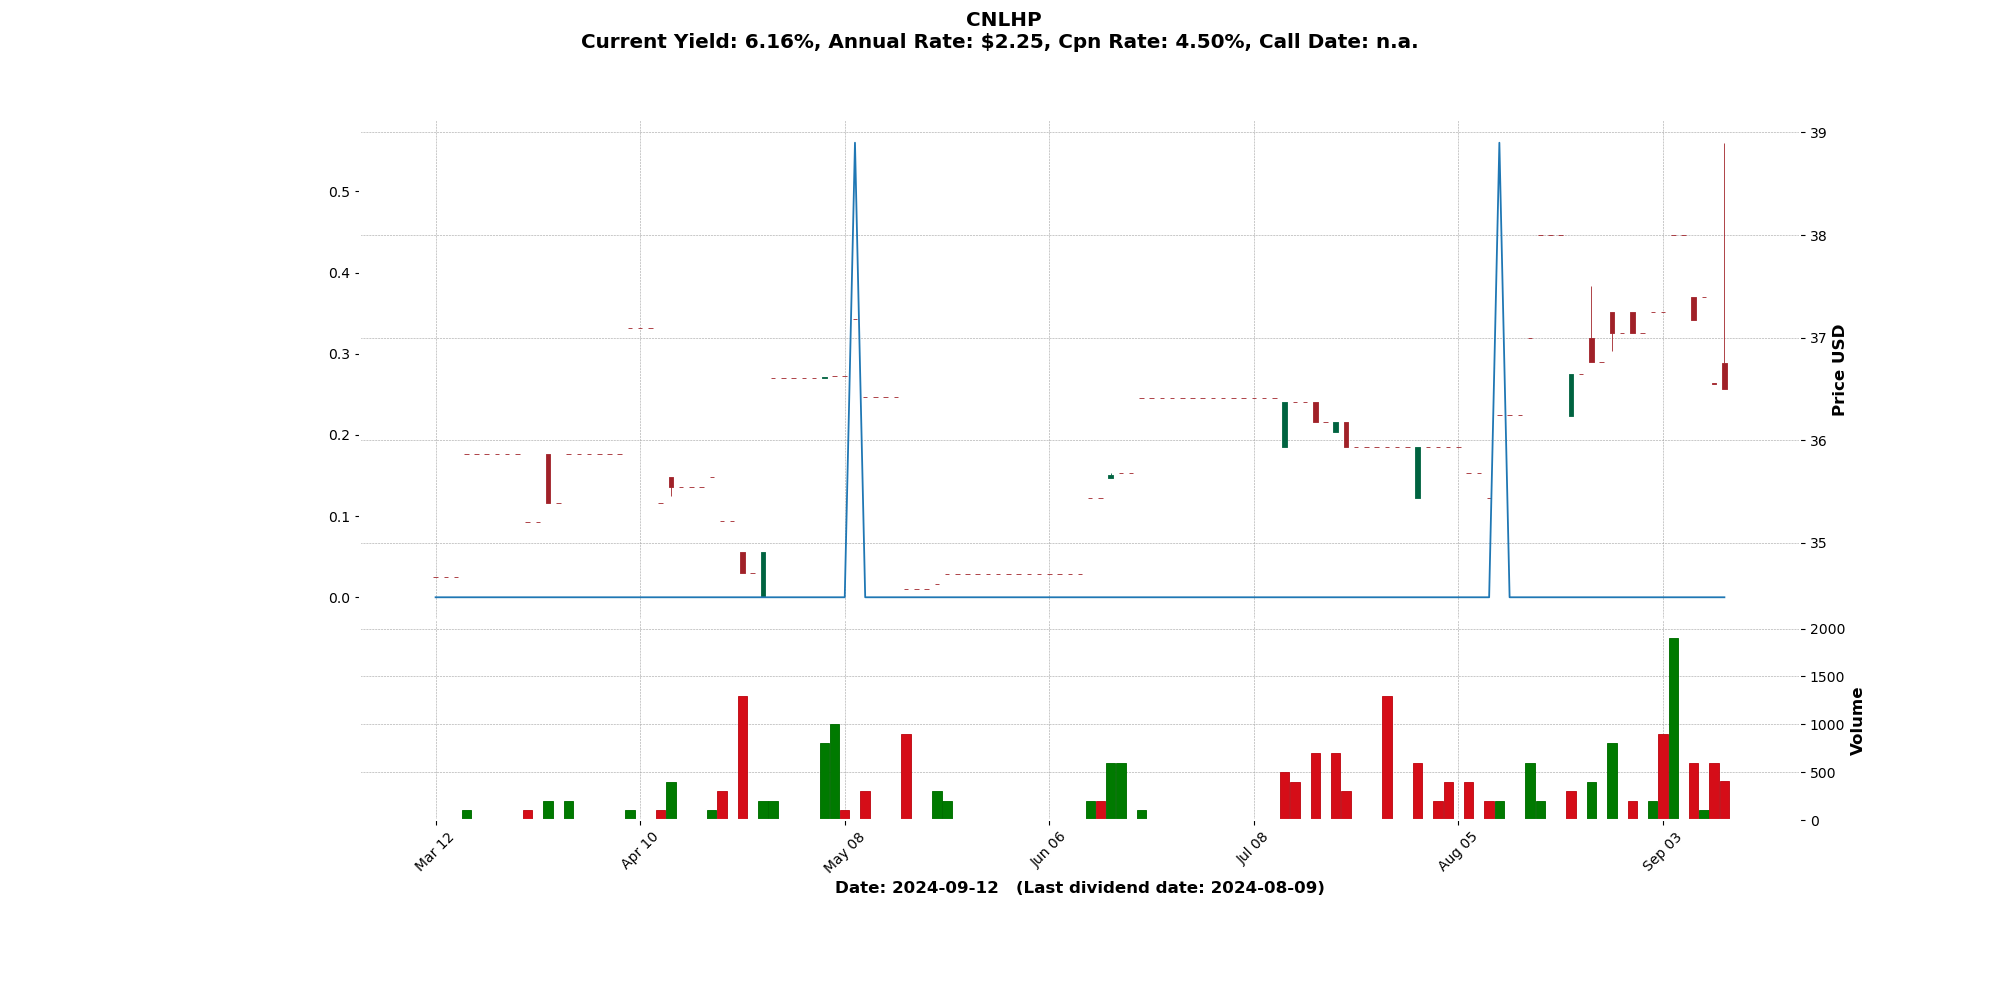 CNLHP
Current Yield: 6.16%, Annual Rate: $2.25, Cpn Rate: 4.50%, Call Date: n.a.
0.5
0.4
0.3
0.2
0.1
0.0
39
38
37
36
35
Price USD
2000
1500
1000
500
0
Volume
Mar 12
Apr 10
May 08
Jun 06
Jul 08
Aug 05
Sep 03
Date: 2024-09-12   (Last dividend date: 2024-08-09)